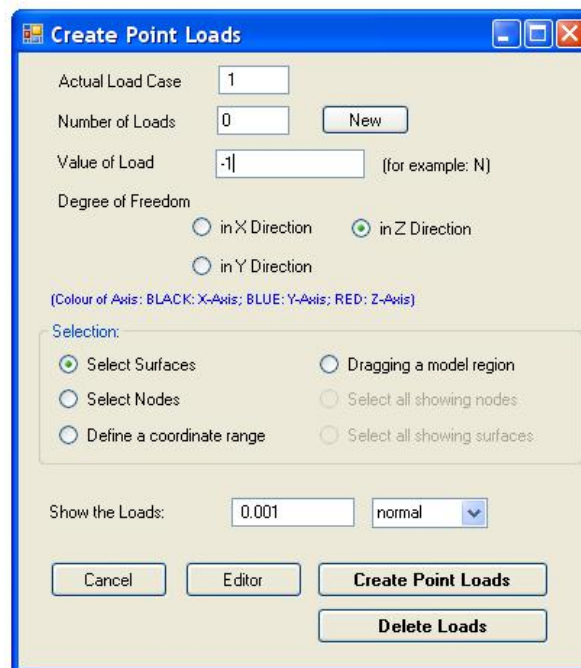 Create Point Loads
Actual Load Case 1
Number of Loads 0 New
Value of Load -1 (for example: N)
Degree of Freedom
in X Direction in Z Direction
in Y Direction
(Colour of Axis: BLACK: X-Axis; BLUE: Y-Axis; RED: Z-Axis)
Selection:
Select Surfaces Dragging a model region
Select Nodes Select all showing nodes
Define a coordinate range Select all showing surfaces
Show the Loads: 0.001 normal
Cancel Editor Create Point Loads
Delete Loads